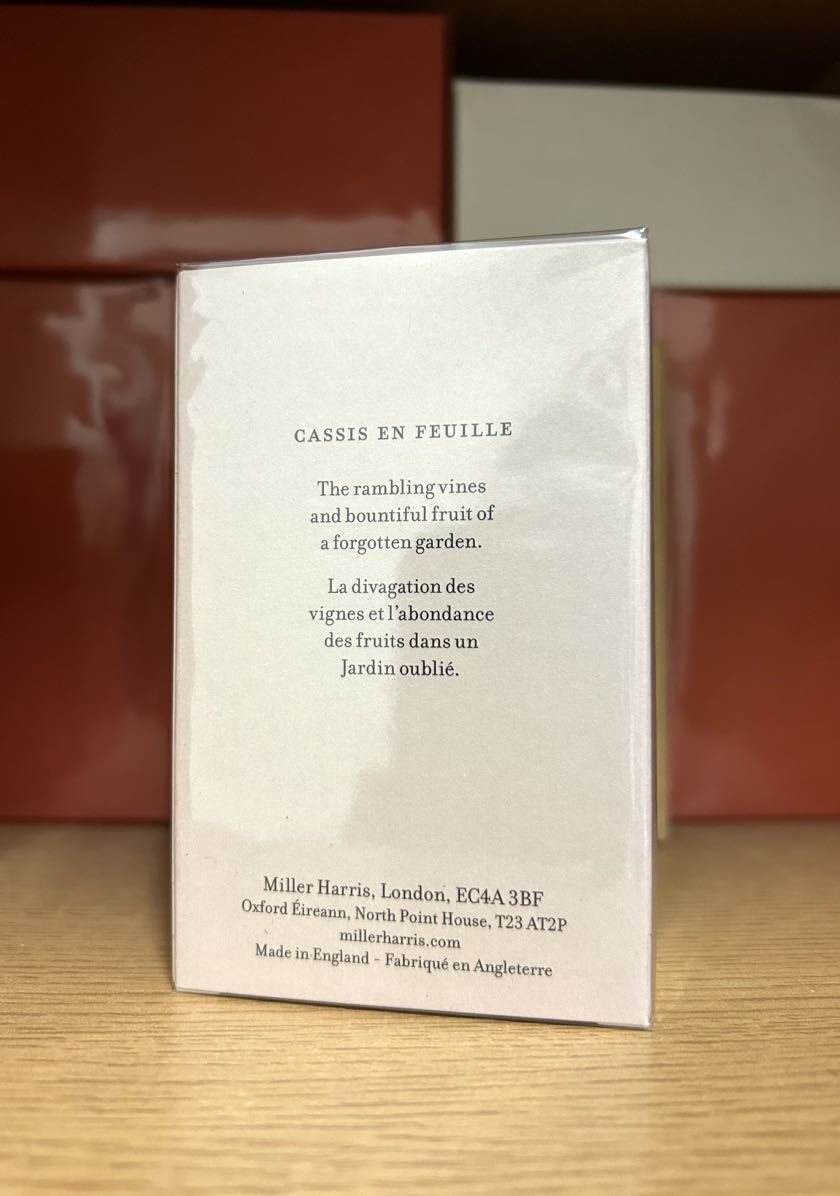 CASSIS EN FEUILLE
The rambling vines
and bountiful fruit of
a forgotten garden.
La divagation des
vignes et l'abondance
des fruits dans un
Jardin oublié.
Miller Harris, London, EC4A 3BF
Oxford Éireann, North Point House, T23 AT2P
millerharris.com
Made in England - Fabriqué en Angleterre